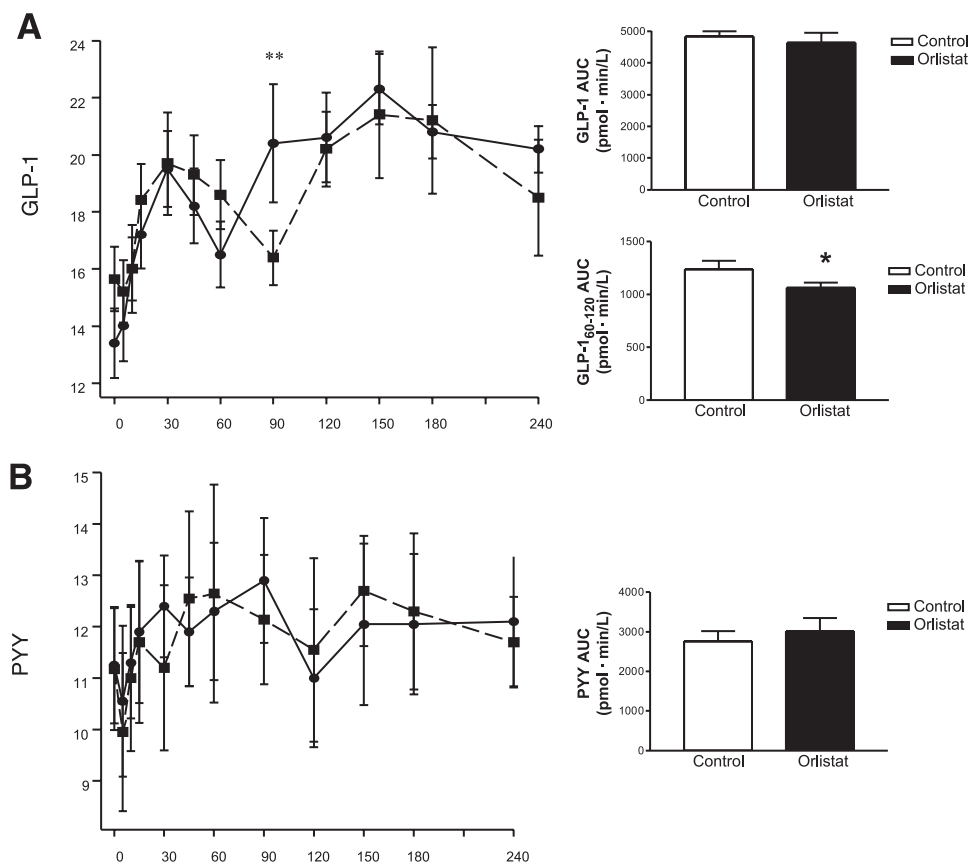 A
24
22
20
18
16
14
12
GLP-1
**
0 30 60 90 120 150 180 240
5000
4000
3000
2000
1000
0
GLP-1 AUC
(pmol · min/L)
Control Orlistat
Control
Orlistat
1500
1000
500
0
GLP-160-120 AUC
(pmol · min/L)
*
Control Orlistat
Control
Orlistat
B
15
14
13
12
11
10
9
PYY
0 30 60 90 120 150 180 240
4000
3000
2000
1000
0
PYY AUC
(pmol · min/L)
Control Orlistat
Control
Orlistat